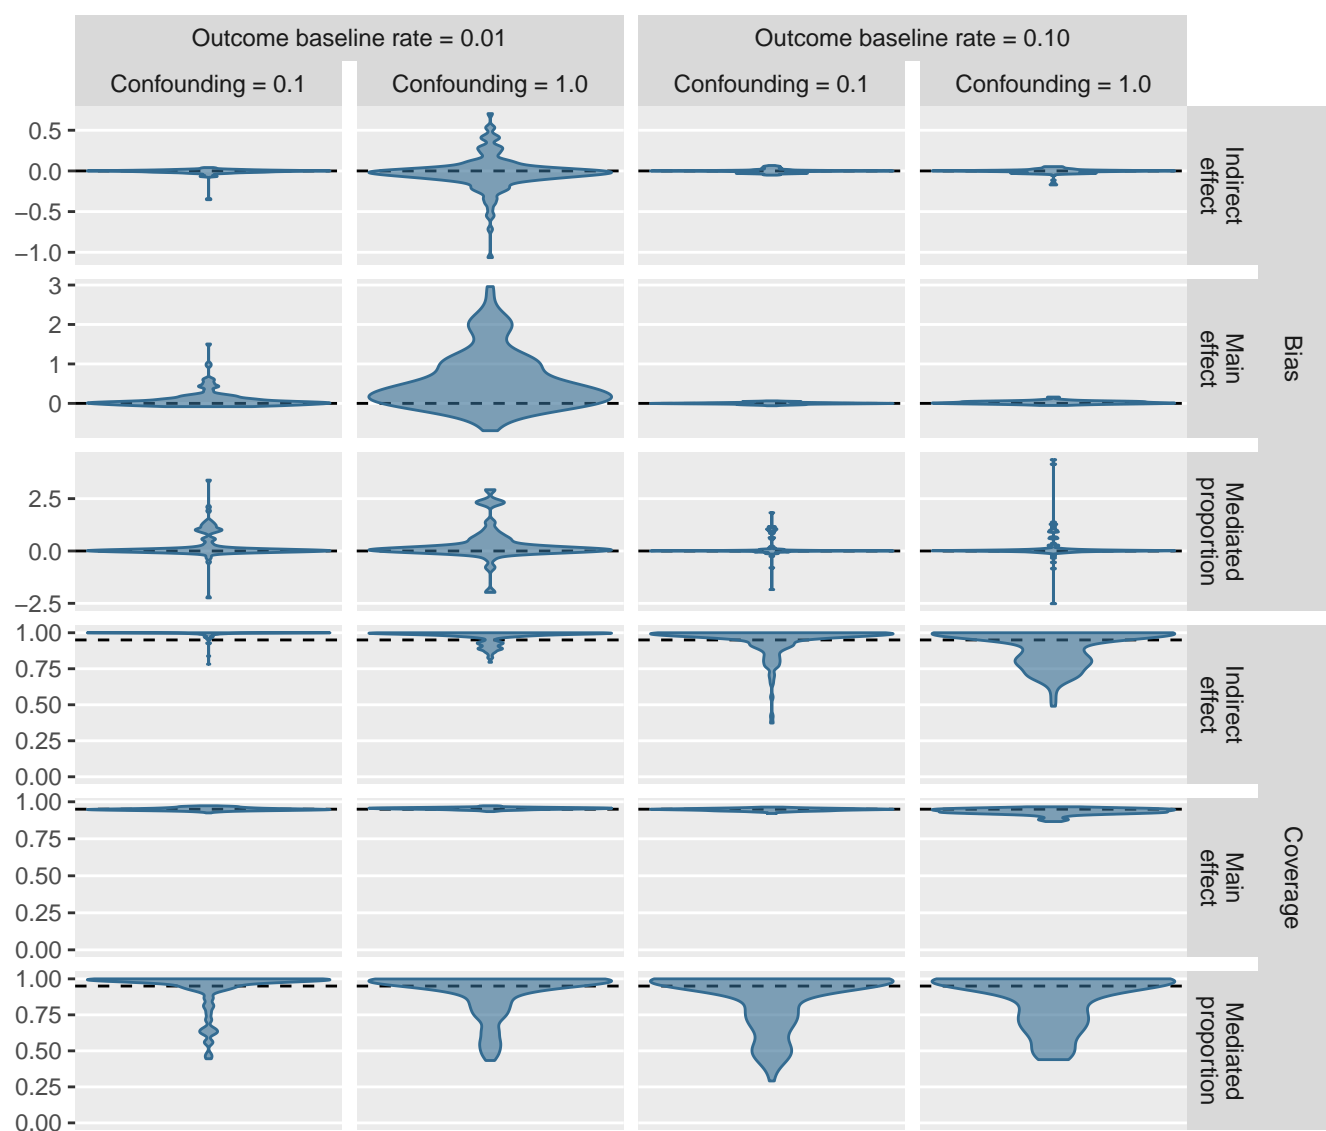 Outcome baseline rate = 0.01
Outcome baseline rate = 0.10
Confounding = 0.1
Confounding = 1.0
Confounding = 0.1
Confounding = 1.0
0.5
0.0
−0.5
−1.0
Indirect
effect
3
2
1
0
Main
effect
Bias
2.5
0.0
−2.5
Mediated
proportion
1.00
0.75
0.50
0.25
0.00
Indirect
effect
1.00
0.75
0.50
0.25
0.00
Main
effect
Coverage
1.00
0.75
0.50
0.25
0.00
Mediated
proportion